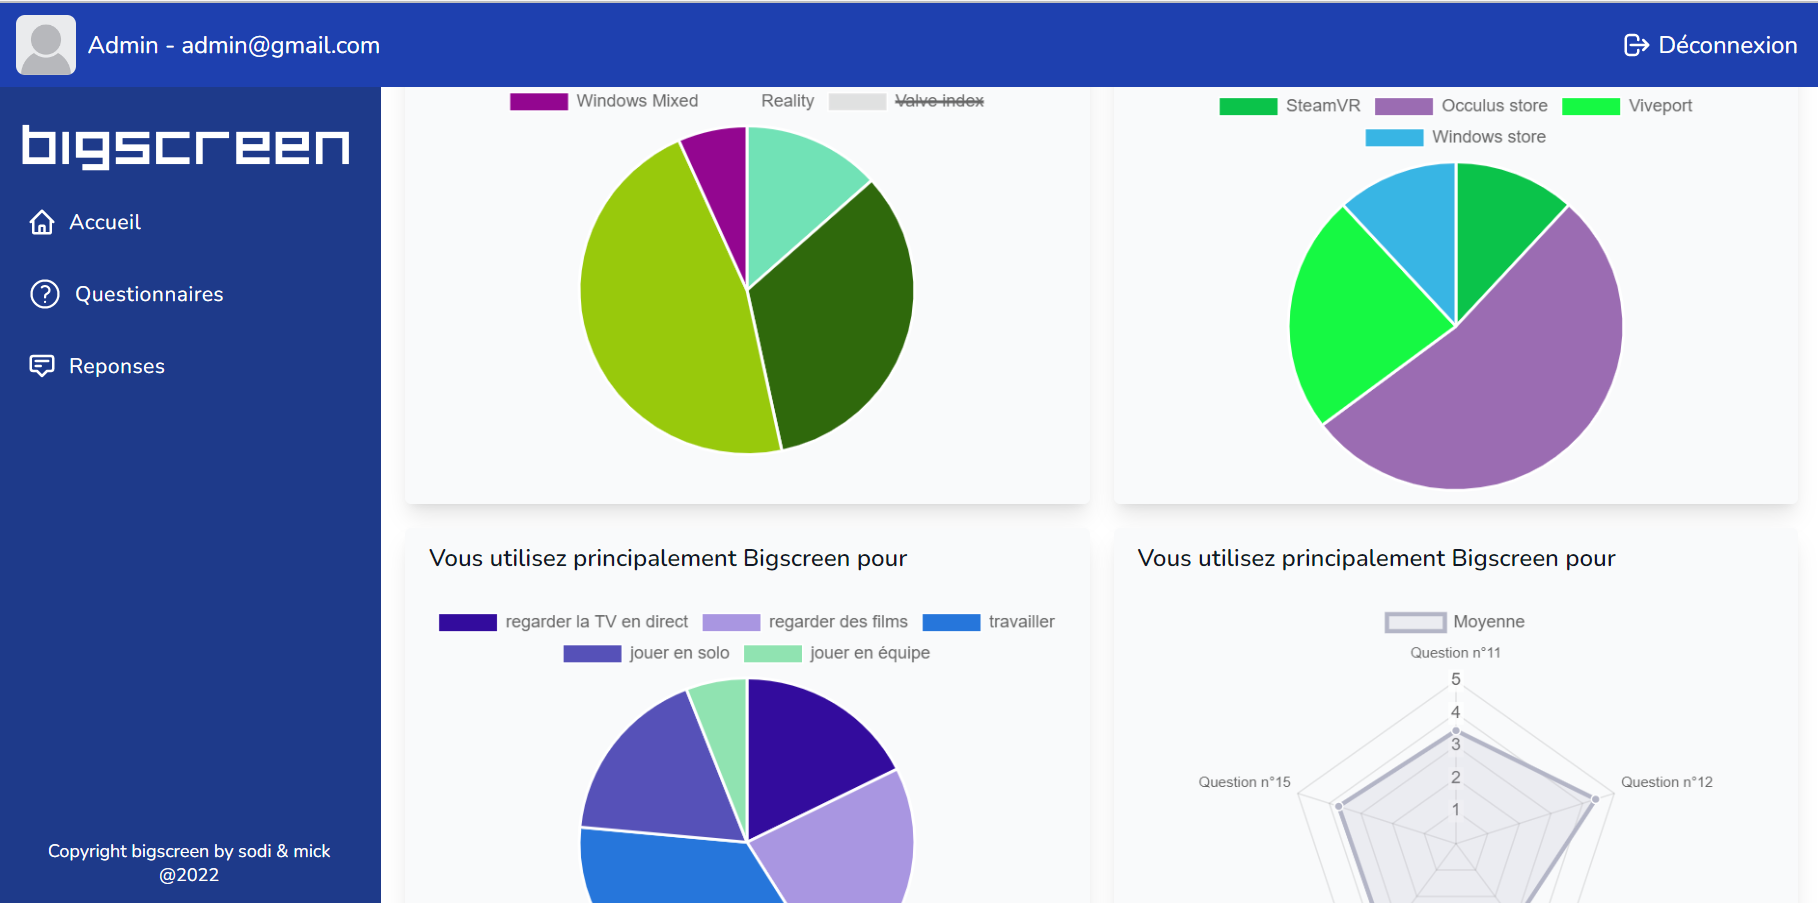 Admin - admin@gmail.com
Déconnexion
bigscreen
Accueil
Questionnaires
Reponses
Copyright bigscreen by sodi & mick
@2022
Windows Mixed Reality Valve index
SteamVR Occulus store Viveport
Windows store
Vous utilisez principalement Bigscreen pour
regarder la TV en direct regarder des films travailler
jouer en solo jouer en équipe
Vous utilisez principalement Bigscreen pour
Moyenne
Question n°11
5
4
3
2
1
Question n°15
Question n°12